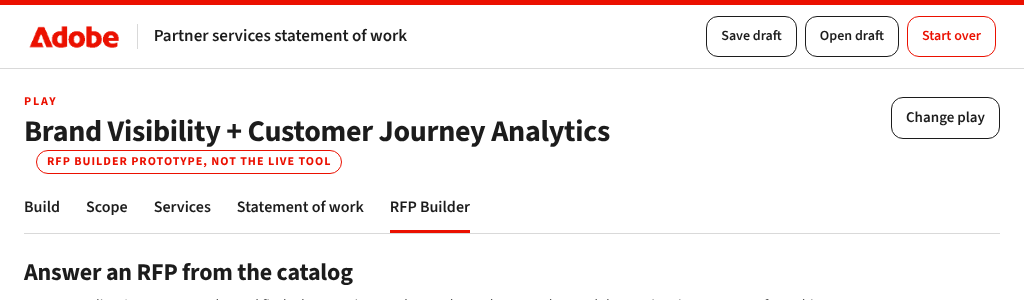 Adobe
Partner services statement of work
Save draft
Open draft
Start over
PLAY
Brand Visibility + Customer Journey Analytics
Change play
RFP BUILDER PROTOTYPE, NOT THE LIVE TOOL
Build
Scope
Services
Statement of work
RFP Builder
Answer an RFP from the catalog